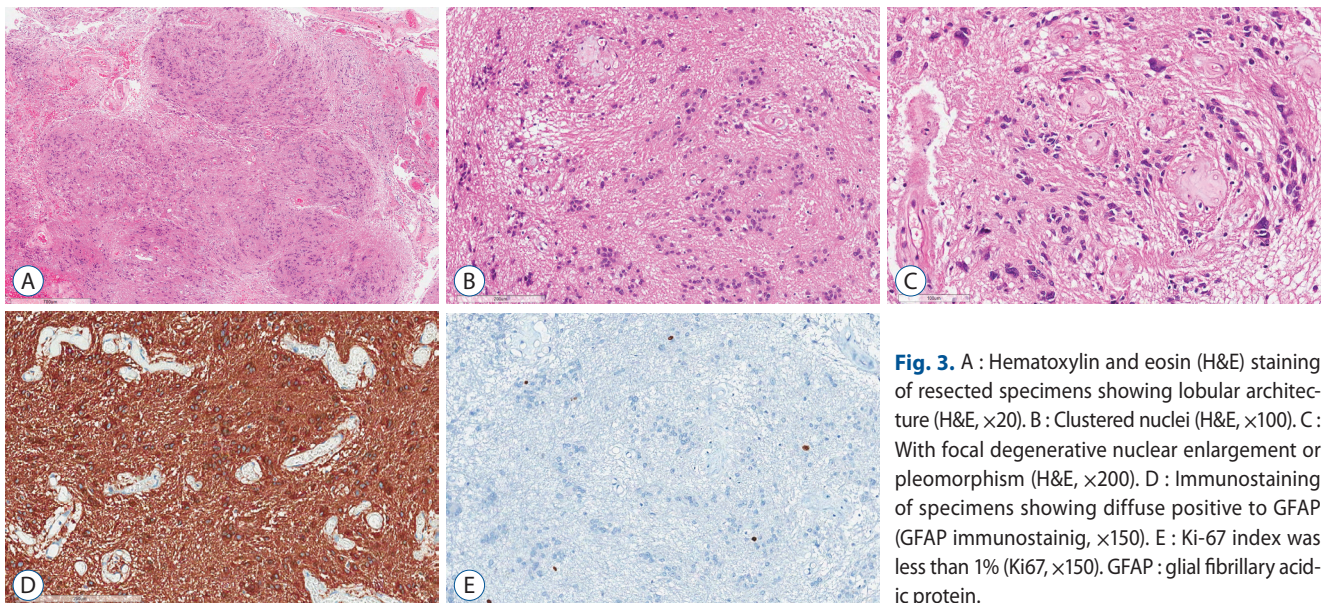 A
B
C
D
E
Fig. 3. A : Hematoxylin and eosin (H&E) staining
of resected specimens showing lobular architec-
ture (H&E, ×20). B : Clustered nuclei (H&E, ×100). C :
With focal degenerative nuclear enlargement or
pleomorphism (H&E, ×200). D : Immunostaining
of specimens showing diffuse positive to GFAP
(GFAP immunostainig, ×150). E : Ki-67 index was
less than 1% (Ki67, ×150). GFAP : glial fibrillary acid-
ic protein.